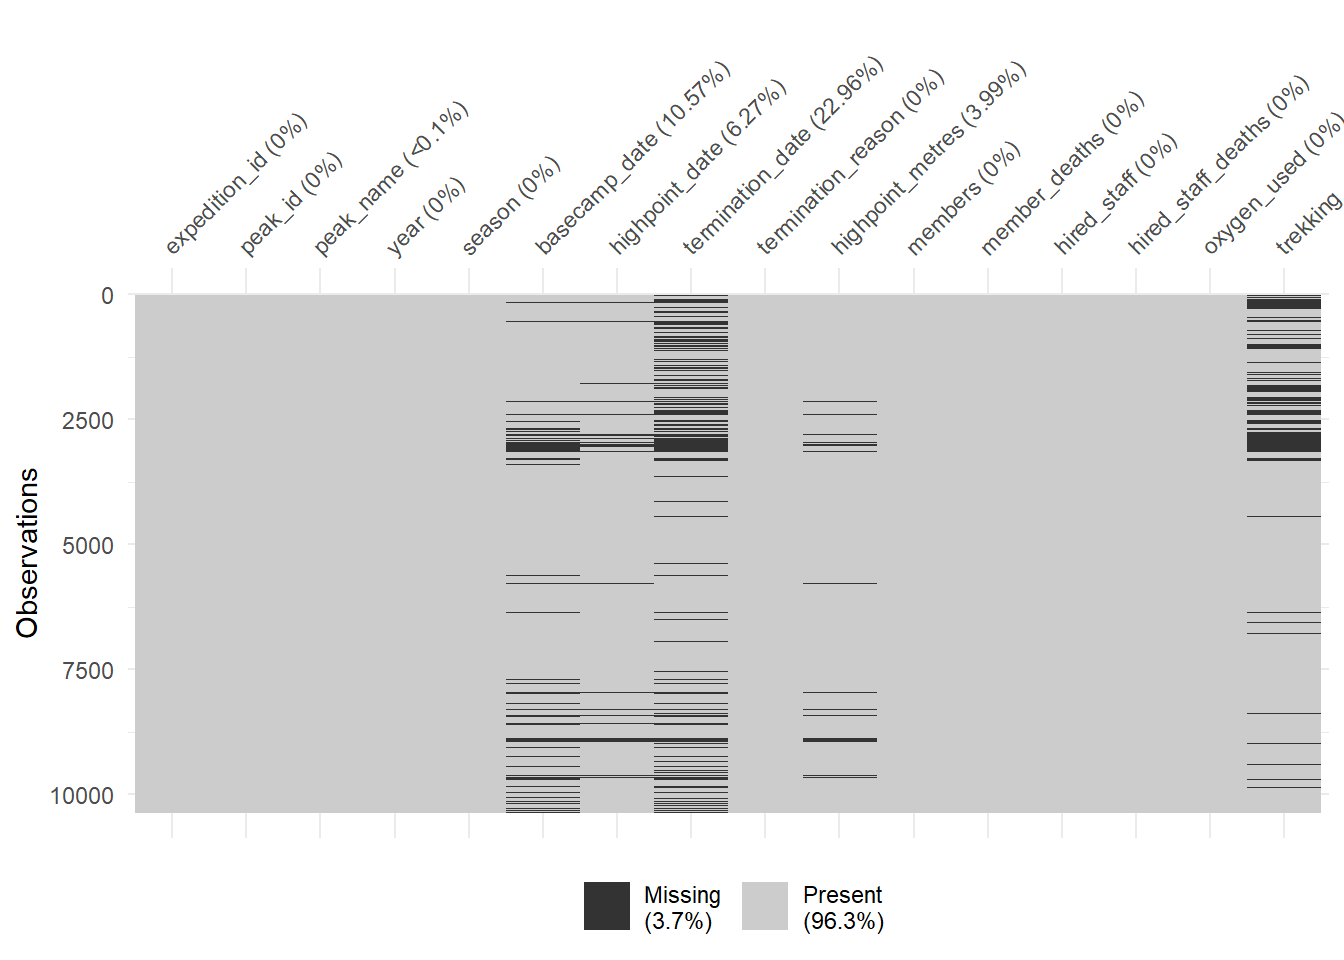 expedition_id (0%)
peak_id (0%)
peak_name (<0.1%)
year (0%)
season (0%)
basecamp_date (10.57%)
highpoint_date (6.27%)
termination_date (22.96%)
termination_reason (0%)
highpoint_metres (3.99%)
members (0%)
member_deaths (0%)
hired_staff (0%)
hired_staff_deaths (0%)
oxygen_used (0%)
trekking
0
2500
5000
7500
10000
Observations
Missing
(3.7%)
Present
(96.3%)